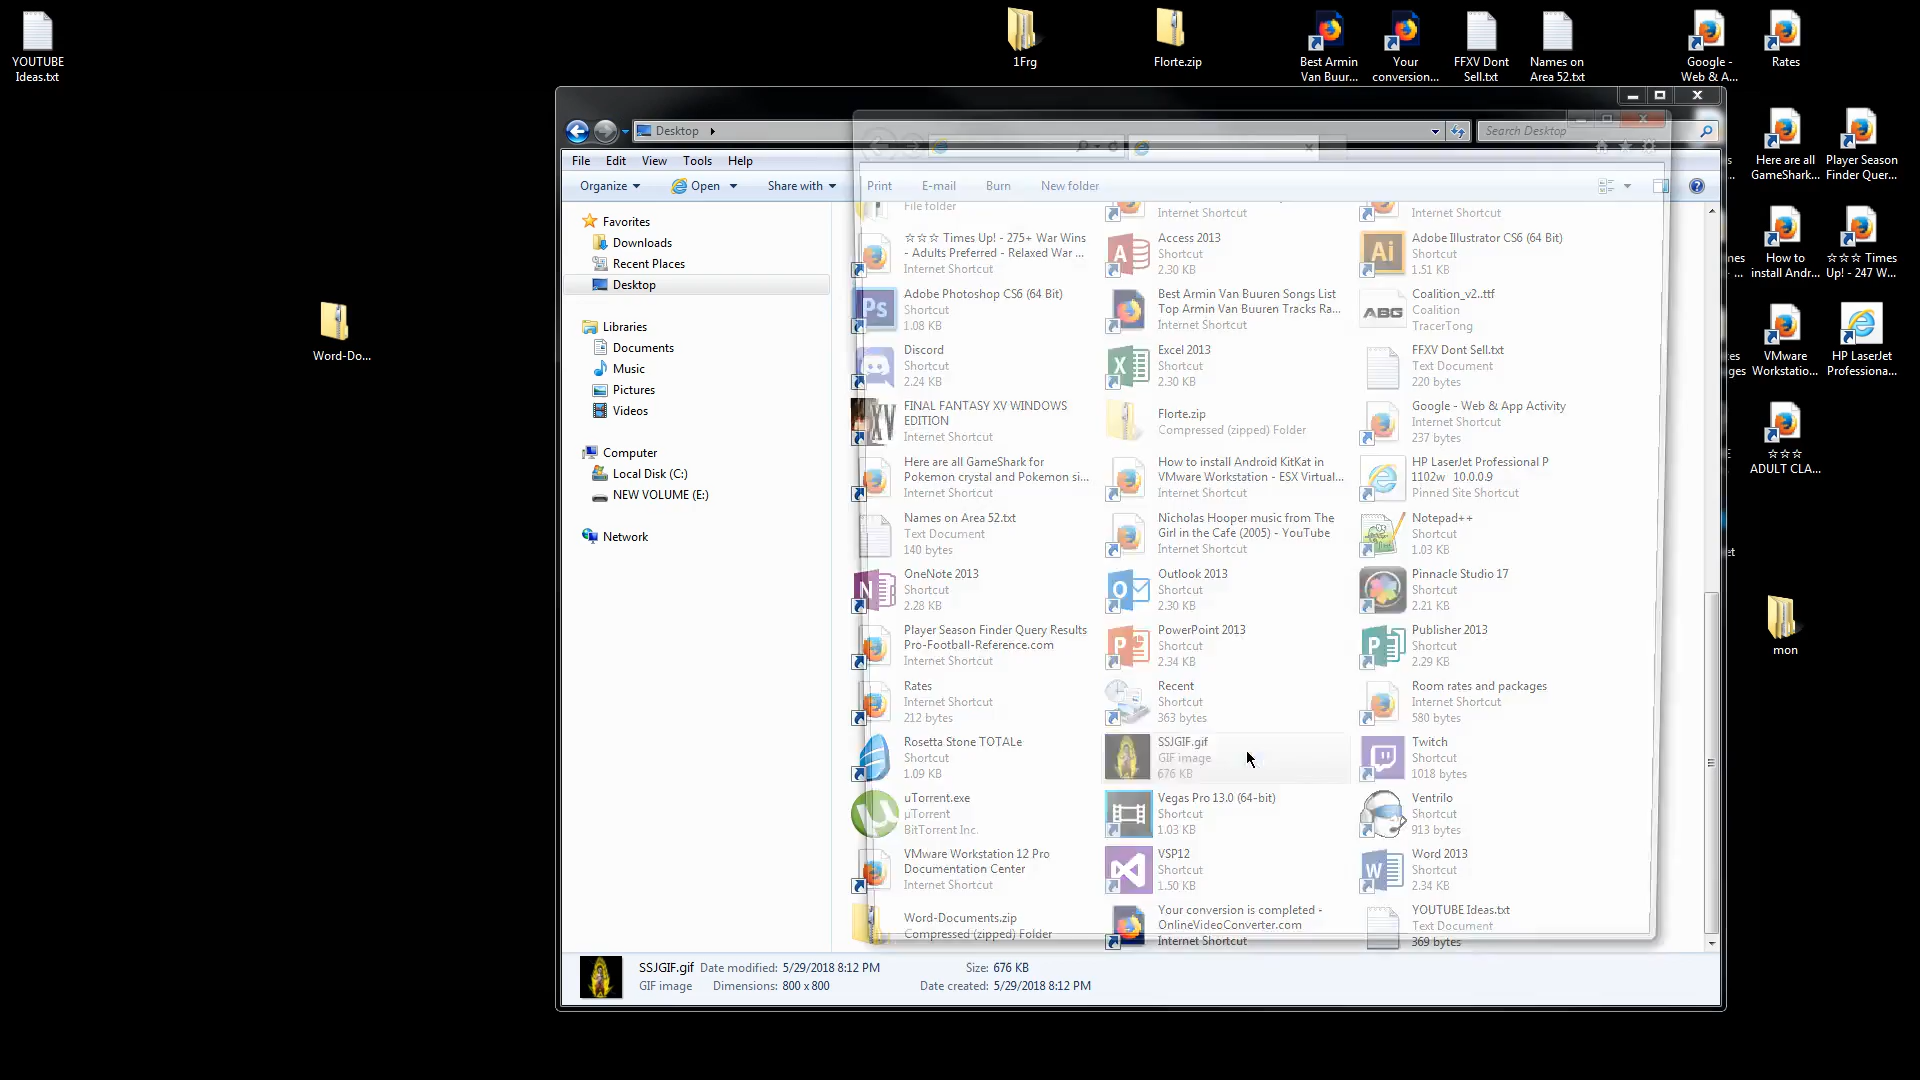 YOUTUBE
Ideas.txt
1Frg
Florte.zip
Best Armin
Van Buur...
Your
conversion...
FFXV Dont
Sell.txt
Names on
Area 52.txt
Google -
Web & A...
Rates
Here are all
GameShark...
Player Season
Finder Quer...
How to
install Andr...
☆☆☆ Times
Up! - 247 W...
VMware
Workstatio...
HP LaserJet
Professiona...
☆☆☆
ADULT CLA...
mon
Word-Do...
Desktop
Search Desktop
File Edit View Tools Help
Organize Open Share with Print E-mail Burn New folder
Favorites
Downloads
Recent Places
Desktop
Libraries
Documents
Music
Pictures
Videos
Computer
Local Disk (C:)
NEW VOLUME (E:)
Network
File folder
Internet Shortcut
Internet Shortcut
☆☆☆ Times Up! - 275+ War Wins
- Adults Preferred - Relaxed War ...
Internet Shortcut
Access 2013
Shortcut
2.30 KB
Adobe Illustrator CS6 (64 Bit)
Shortcut
1.51 KB
Ai
Ps
Adobe Photoshop CS6 (64 Bit)
Shortcut
1.08 KB
Best Armin Van Buuren Songs List
Top Armin Van Buuren Tracks Ra...
Internet Shortcut
ABG
Coalition_v2..ttf
Coalition
TracerTong
Discord
Shortcut
2.24 KB
Excel 2013
Shortcut
2.30 KB
FFXV Dont Sell.txt
Text Document
220 bytes
XV
FINAL FANTASY XV WINDOWS
EDITION
Internet Shortcut
Florte.zip
Compressed (zipped) Folder
Google - Web & App Activity
Internet Shortcut
237 bytes
Here are all GameShark for
Pokemon crystal and Pokemon si...
Internet Shortcut
How to install Android KitKat in
VMware Workstation - ESX Virtual...
Internet Shortcut
HP LaserJet Professional P
1102w 10.0.0.9
Pinned Site Shortcut
Names on Area 52.txt
Text Document
140 bytes
Nicholas Hooper music from The
Girl in the Cafe (2005) - YouTube
Internet Shortcut
Notepad++
Shortcut
1.03 KB
OneNote 2013
Shortcut
2.28 KB
Outlook 2013
Shortcut
2.30 KB
Pinnacle Studio 17
Shortcut
2.21 KB
Player Season Finder Query Results
Pro-Football-Reference.com
Internet Shortcut
PowerPoint 2013
Shortcut
2.34 KB
Publisher 2013
Shortcut
2.29 KB
Rates
Internet Shortcut
212 bytes
Recent
Shortcut
363 bytes
Room rates and packages
Internet Shortcut
580 bytes
Rosetta Stone TOTALe
Shortcut
1.09 KB
SSJGIF.gif
GIF image
676 KB
Twitch
Shortcut
1018 bytes
uTorrent.exe
µTorrent
BitTorrent Inc.
Vegas Pro 13.0 (64-bit)
Shortcut
1.03 KB
Ventrilo
Shortcut
913 bytes
VMware Workstation 12 Pro
Documentation Center
Internet Shortcut
VSP12
Shortcut
1.50 KB
Word 2013
Shortcut
2.34 KB
Word-Documents.zip
Compressed (zipped) Folder
Your conversion is completed -
OnlineVideoConverter.com
Internet Shortcut
YOUTUBE Ideas.txt
Text Document
369 bytes
SSJGIF.gif Date modified: 5/29/2018 8:12 PM Size: 676 KB
GIF image Dimensions: 800 x 800 Date created: 5/29/2018 8:12 PM